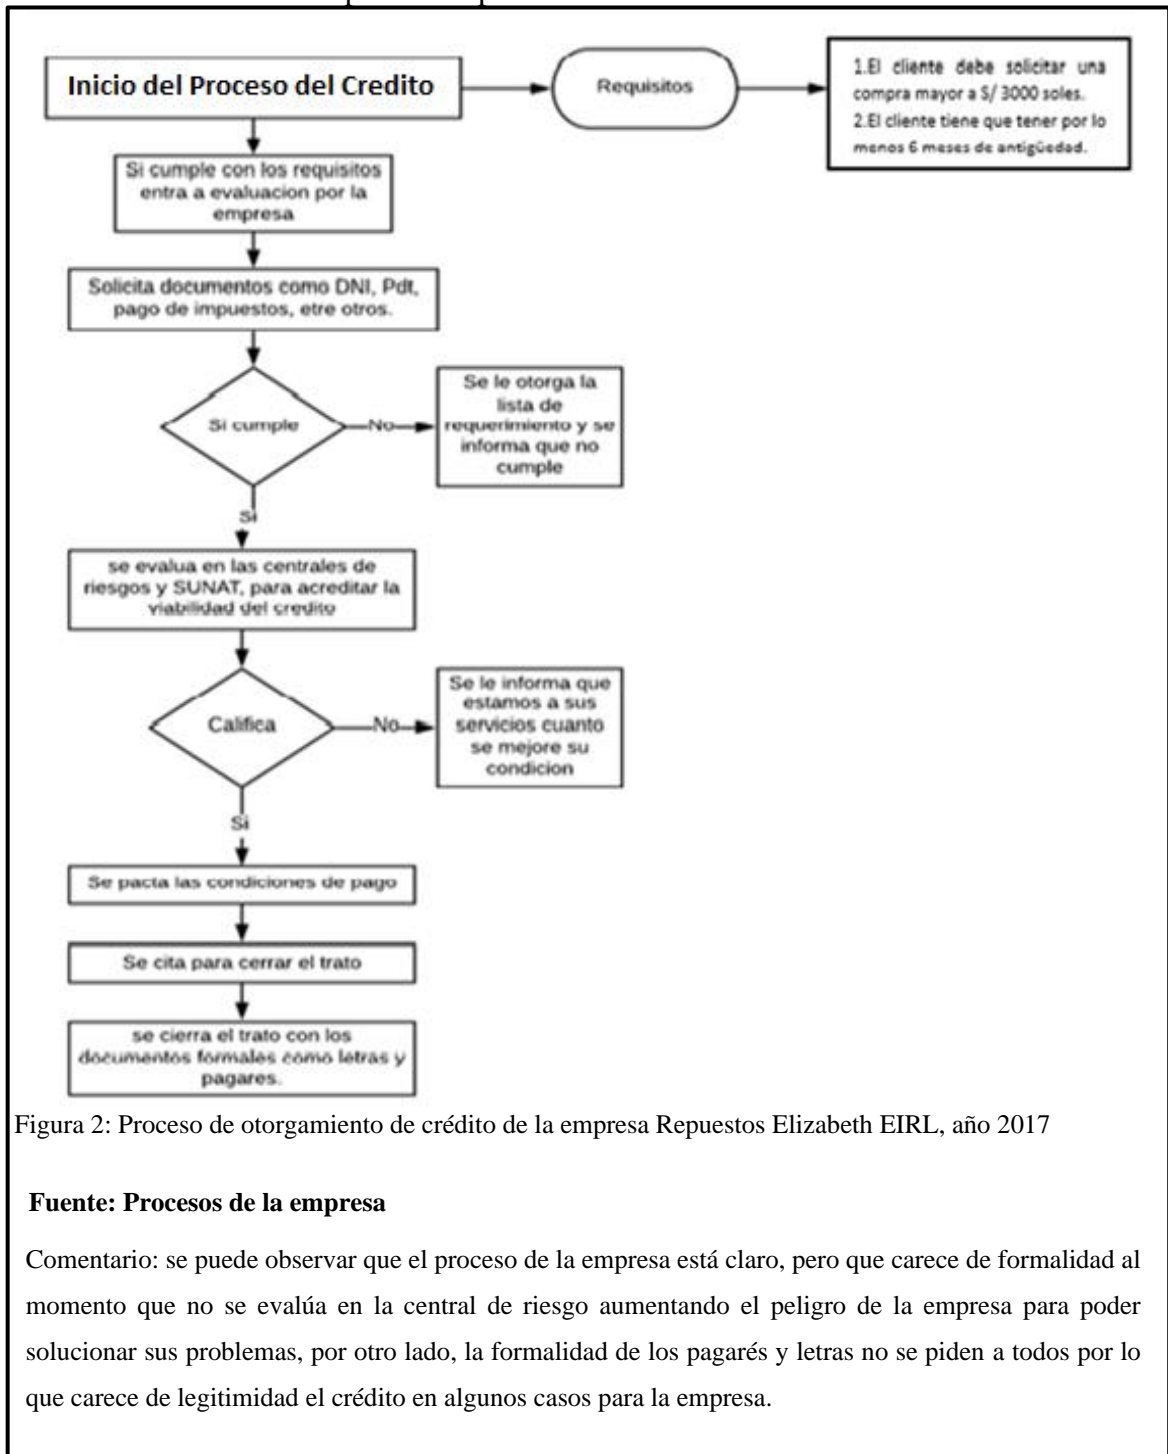 Inicio del Proceso del Credito
Requisitos
1.El cliente debe solicitar una
compra mayor a S/ 3000 soles.
2.El cliente tiene que tener por lo
menos 6 meses de antigüedad.
Si cumple con los requisitos
entra a evaluacion por la
empresa
Solicita documentos como DNI, Pdt,
pago de impuestos, etre otros.
Si cumple
No
Se le otorga la
lista de
requerimiento y se
informa que no
cumple
Si
se evalua en las centrales de
riesgos y SUNAT, para acreditar la
viabilidad del credito
Califica
No
Se le informa que
estamos a sus
servicios cuanto
se mejore su
condicion
Si
Se pacta las condiciones de pago
Se cita para cerrar el trato
se cierra el trato con los
documentos formales como letras y
pagares.
Figura 2: Proceso de otorgamiento de crédito de la empresa Repuestos Elizabeth EIRL, año 2017
Fuente: Procesos de la empresa
Comentario: se puede observar que el proceso de la empresa está claro, pero que carece de formalidad al
momento que no se evalúa en la central de riesgo aumentando el peligro de la empresa para poder
solucionar sus problemas, por otro lado, la formalidad de los pagarés y letras no se piden a todos por lo
que carece de legitimidad el crédito en algunos casos para la empresa.